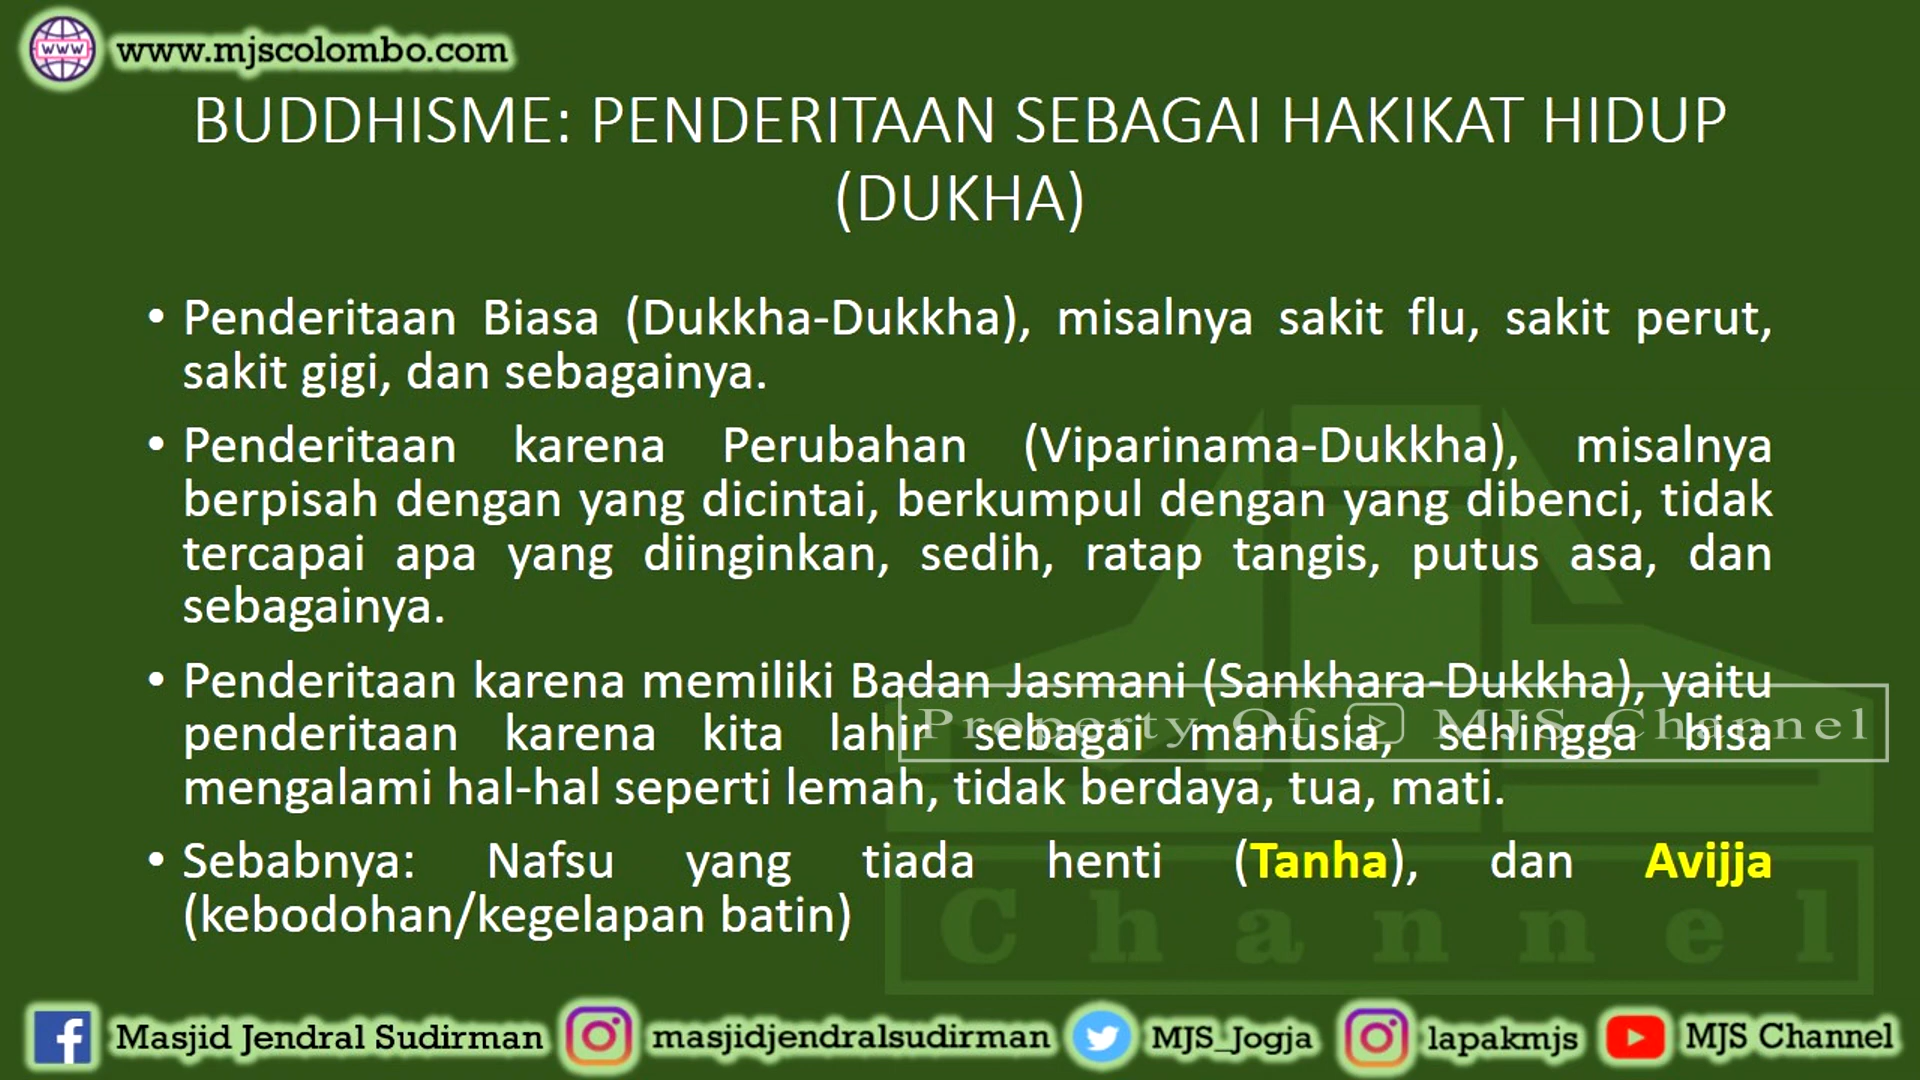 www.mjscolombo.com
BUDDHISME: PENDERITAAN SEBAGAI HAKIKAT HIDUP
(DUKHA)
• Penderitaan Biasa (Dukkha-Dukkha), misalnya sakit flu, sakit perut,
sakit gigi, dan sebagainya.
• Penderitaan karena Perubahan (Viparinama-Dukkha), misalnya
berpisah dengan yang dicintai, berkumpul dengan yang dibenci, tidak
tercapai apa yang diinginkan, sedih, ratap tangis, putus asa, dan
sebagainya.
• Penderitaan karena memiliki Badan Jasmani (Sankhara-Dukkha), yaitu
penderitaan karena kita lahir sebagai manusia, sehingga bisa
mengalami hal-hal seperti lemah, tidak berdaya, tua, mati.
Property Of MJS Channel
• Sebabnya: Nafsu yang tiada henti (Tanha), dan Avijja
(kebodohan/kegelapan batin)
Channel
Masjid Jendral Sudirman masjidjendralsudirman MJS_Jogja lapakmjs MJS Channel